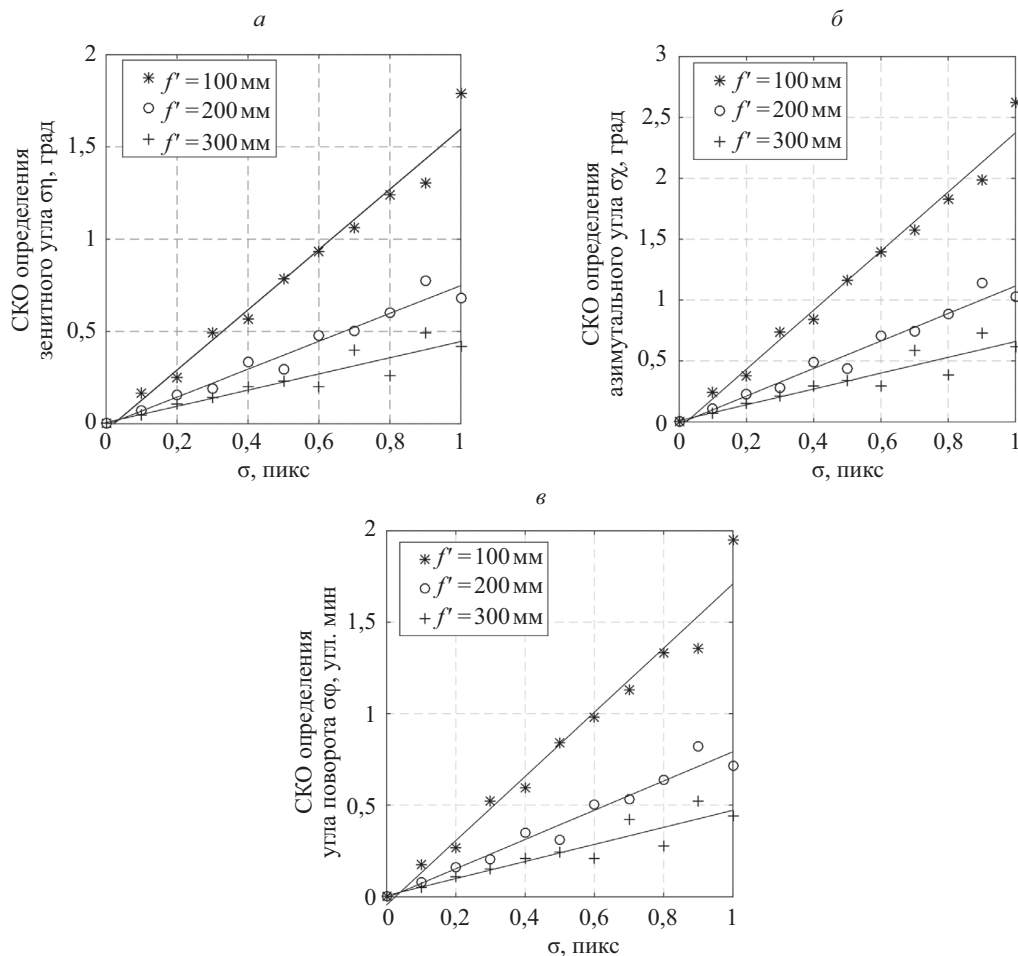 а
СКО определения
зенитного угла ση, град
2
1,5
1
0,5
0
f′ = 100 мм
f′ = 200 мм
f′ = 300 мм
0 0,2 0,4 0,6 0,8 1
σ, пикс
б
СКО определения
азимутального угла σχ, град
3
2,5
2
1,5
1
0,5
0
f′ = 100 мм
f′ = 200 мм
f′ = 300 мм
0 0,2 0,4 0,6 0,8 1
σ, пикс
в
СКО определения
угла поворота σφ, угл. мин
2
1,5
1
0,5
0
f′ = 100 мм
f′ = 200 мм
f′ = 300 мм
0 0,2 0,4 0,6 0,8 1
σ, пикс